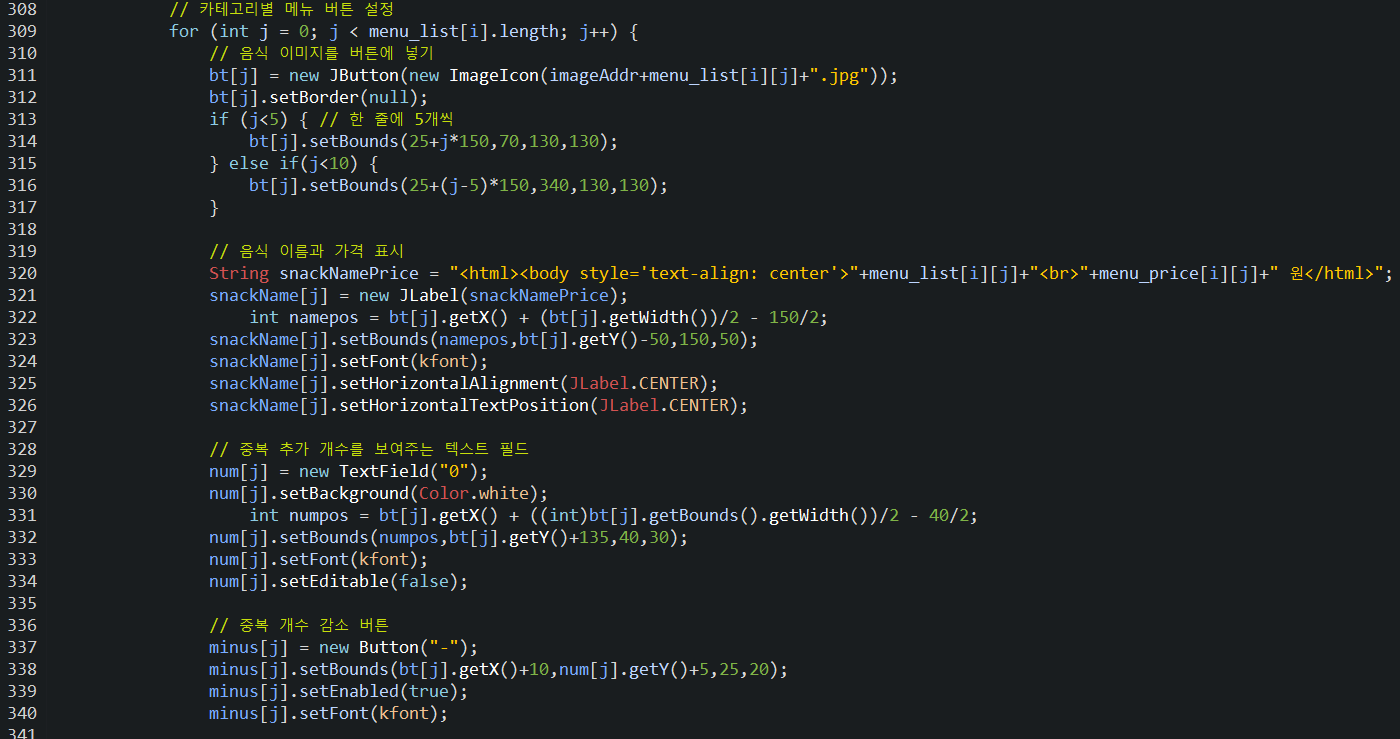 308 // 카테고리별 메뉴 버튼 설정
309 for (int j = 0; j < menu_list[i].length; j++) {
310 // 음식 이미지를 버튼에 넣기
311 bt[j] = new JButton(new ImageIcon(imageAddr+menu_list[i][j]+".jpg"));
312 bt[j].setBorder(null);
313 if (j<5) { // 한 줄에 5개씩
314 bt[j].setBounds(25+j*150,70,130,130);
315 } else if(j<10) {
316 bt[j].setBounds(25+(j-5)*150,340,130,130);
317 }
318
319 // 음식 이름과 가격 표시
320 String snackNamePrice = "<html><body style='text-align: center'>"+menu_list[i][j]+"<br>"+menu_price[i][j]+" 원</html>";
321 snackName[j] = new JLabel(snackNamePrice);
322 int namepos = bt[j].getX() + (bt[j].getWidth())/2 - 150/2;
323 snackName[j].setBounds(namepos,bt[j].getY()-50,150,50);
324 snackName[j].setFont(kfont);
325 snackName[j].setHorizontalAlignment(JLabel.CENTER);
326 snackName[j].setHorizontalTextPosition(JLabel.CENTER);
327
328 // 중복 추가 개수를 보여주는 텍스트 필드
329 num[j] = new TextField("0");
330 num[j].setBackground(Color.white);
331 int numpos = bt[j].getX() + ((int)bt[j].getBounds().getWidth())/2 - 40/2;
332 num[j].setBounds(numpos,bt[j].getY()+135,40,30);
333 num[j].setFont(kfont);
334 num[j].setEditable(false);
335
336 // 중복 개수 감소 버튼
337 minus[j] = new Button("-");
338 minus[j].setBounds(bt[j].getX()+10,num[j].getY()+5,25,20);
339 minus[j].setEnabled(true);
340 minus[j].setFont(kfont);
341